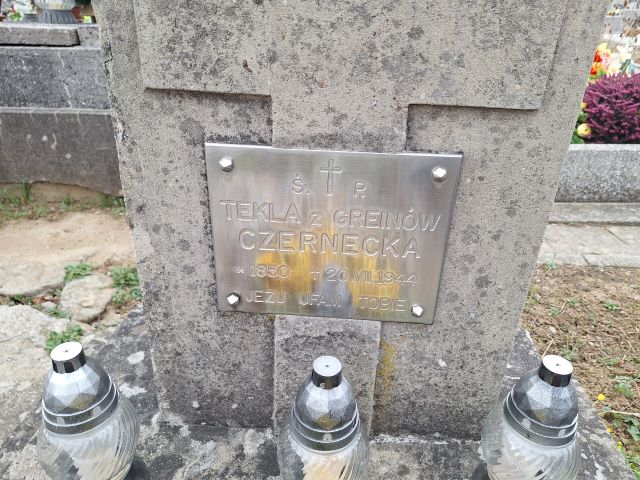 Ś. P.
TEKLA z GREINÓW
CZERNECKA
* 1850 + 20 VII. 1944
JEZU UFAM TOBIE